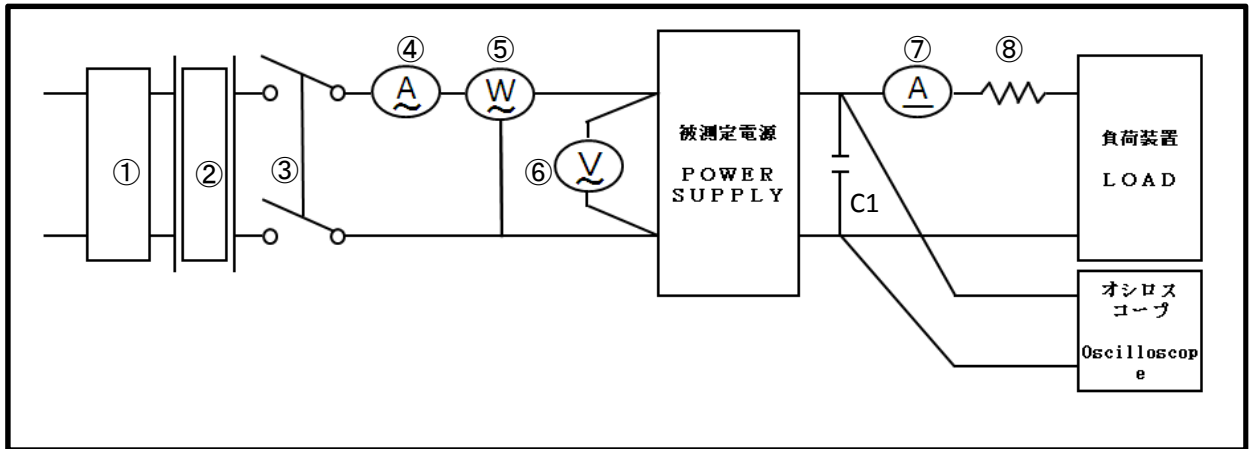 ①
②
③
④
A
⑤
W
⑥
V
被測定電源
POWER
SUPPLY
C1
⑦
A
⑧
負荷装置
LOAD
オシロス
コープ
Oscilloscop
e